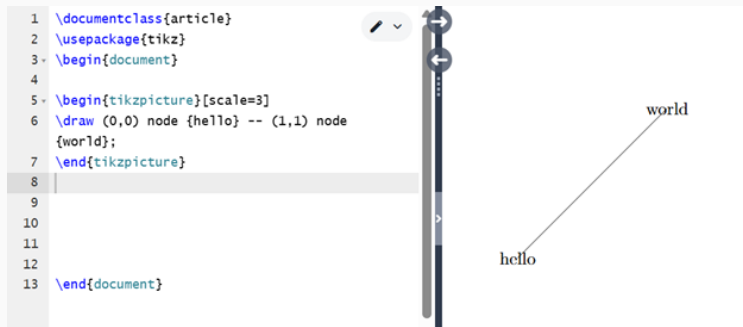 1 \documentclass{article}
2 \usepackage{tikz}
3 \begin{document}
4
5 \begin{tikzpicture}[scale=3]
6 \draw (0,0) node {hello} -- (1,1) node
{world};
7 \end{tikzpicture}
8
9
10
11
12
13 \end{document}
world
hello